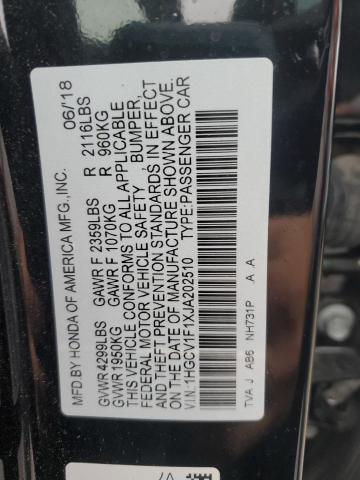 MFD BY HONDA OF AMERICA MFG.,INC. 06/'18
GVWR 4299LBS GAWR F 2359LBS R 2116LBS
GVWR 1950KG GAWR F 1070KG R 960KG
THIS VEHICLE CONFORMS TO ALL APPLICABLE
FEDERAL MOTOR VEHICLE SAFETY , BUMPER,
AND THEFT PREVENTION STANDARDS IN EFFECT
ON THE DATE OF MANUFACTURE SHOWN ABOVE.
V.I.N.:1HGCV1F1XJA202510 TYPE:PASSENGER CAR
TVA J AB6 NH731P A .A